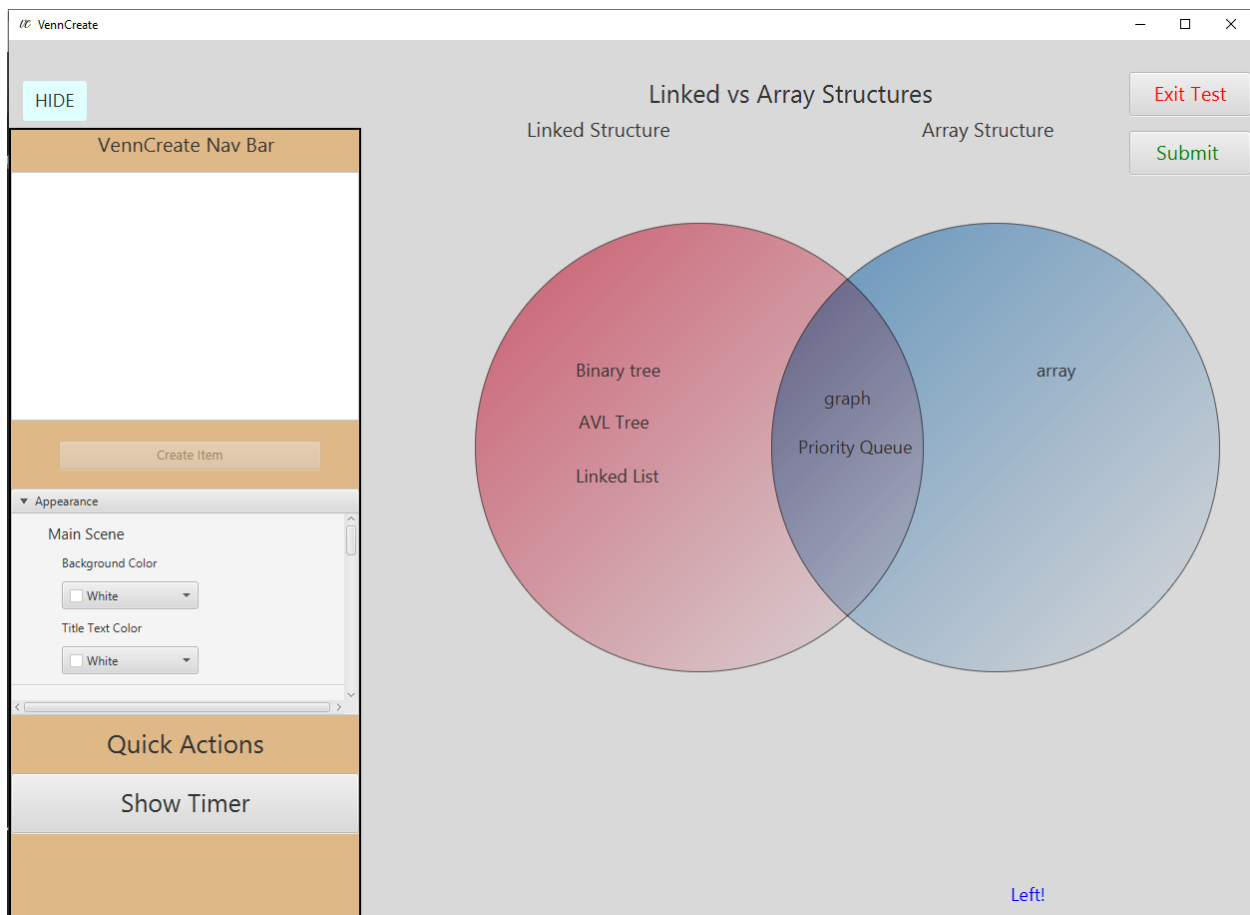 VC VennCreate
HIDE
Linked vs Array Structures
Exit Test
Linked Structure
Array Structure
Submit
VennCreate Nav Bar
Binary tree
array
graph
AVL Tree
Priority Queue
Linked List
Create Item
Appearance
Main Scene
Background Color
White
Title Text Color
White
Quick Actions
Show Timer
Left!